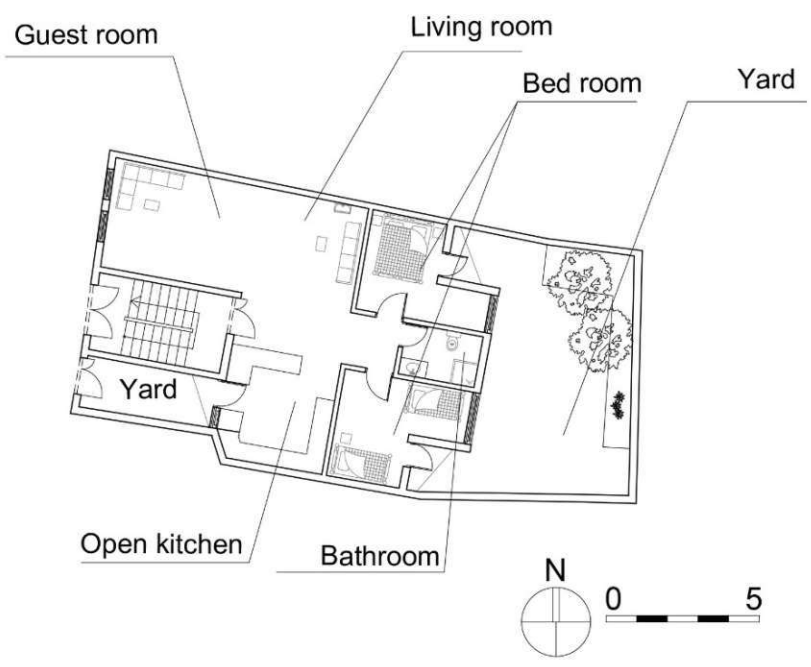 Guest room
Living room
Bed room
Yard
Yard
Open kitchen
Bathroom
N
0 5